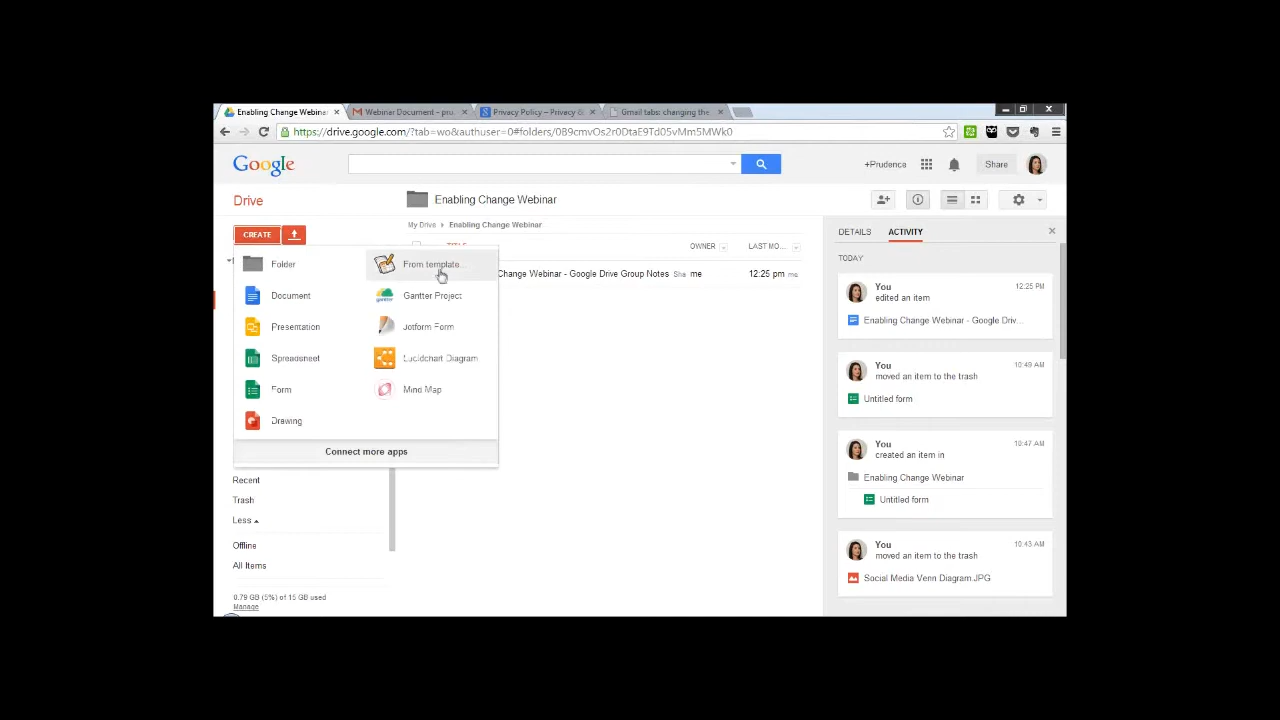 Enabling Change Webinar
Webinar Document - pru
Privacy Policy – Privacy &
Gmail tabs: changing the
https://drive.google.com/?tab=wo&authuser=0#folders/0B9cmvOs2r0DtaE9Td05vMm5MWk0
Google
+Prudence
Share
Drive
Enabling Change Webinar
CREATE
My Drive
Enabling Change Webinar
TITLE
OWNER
LAST MO...
Change Webinar - Google Drive Group Notes
me
12:25 pm me
Folder
Document
Presentation
Spreadsheet
Form
Drawing
From template...
Gantter Project
Jotform Form
Lucidchart Diagram
Mind Map
Connect more apps
Recent
Trash
Less
Offline
All Items
0.79 GB (5%) of 15 GB used
Manage
DETAILS
ACTIVITY
TODAY
You
12:25 PM
edited an item
Enabling Change Webinar - Google Driv...
You
10:49 AM
moved an item to the trash
Untitled form
You
10:47 AM
created an item in
Enabling Change Webinar
Untitled form
You
10:43 AM
moved an item to the trash
Social Media Venn Diagram.JPG